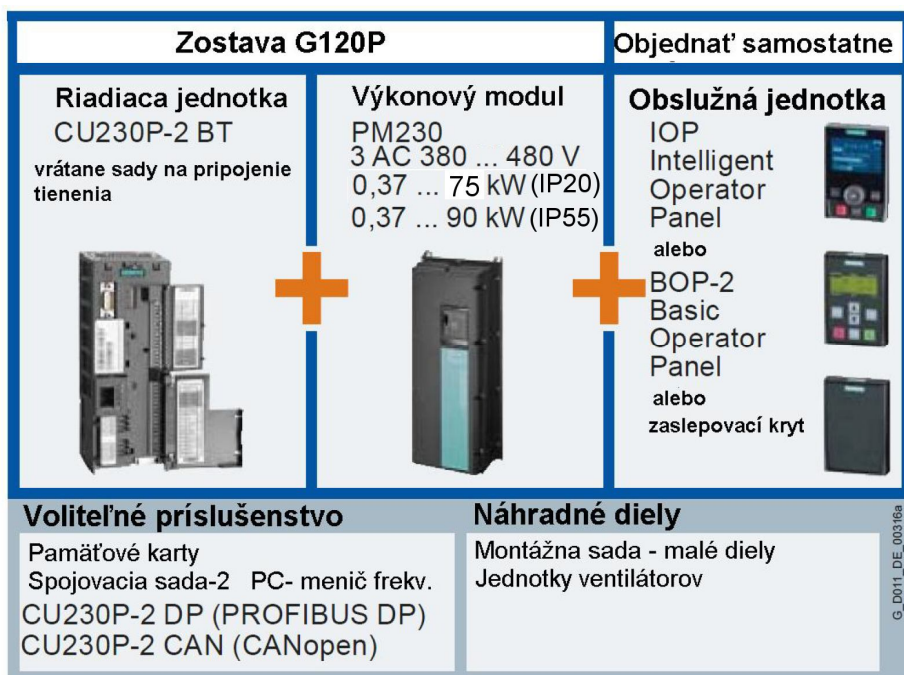 Zostava G120P
Objednať samostatne
Riadiaca jednotka
CU230P-2 BT
vrátane sady na pripojenie
tienenia
Výkonový modul
PM230
3 AC 380 ... 480 V
0,37 ... 75 kW (IP20)
0,37 ... 90 kW (IP55)
Obslužná jednotka
IOP
Intelligent
Operator
Panel
alebo
BOP-2
Basic
Operator
Panel
alebo
zaslepovací kryt
Voliteľné príslušenstvo
Pamäťové karty
Spojovacia sada-2 PC- menič frekv.
CU230P-2 DP (PROFIBUS DP)
CU230P-2 CAN (CANopen)
Náhradné diely
Montážna sada - malé diely
Jednotky ventilátorov
G_D011_DE_00316a